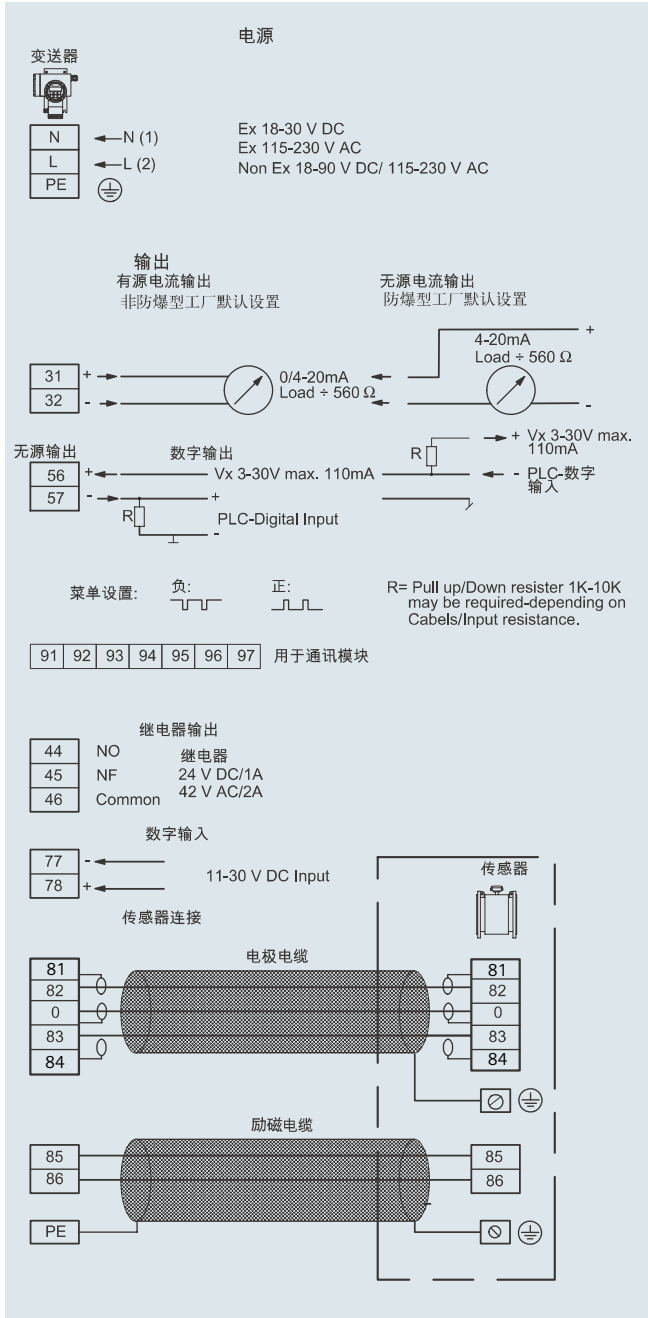 电源
变送器
N
N (1)
L
L (2)
PE
Ex 18-30 V DC
Ex 115-230 V AC
Non Ex 18-90 V DC/ 115-230 V AC
输出
有源电流输出
非防爆型工厂默认设置
无源电流输出
防爆型工厂默认设置
31
+
32
-
0/4-20mA
Load ÷ 560 Ω
+
4-20mA
Load ÷ 560 Ω
-
无源输出
数字输出
56
+
57
-
Vx 3-30V max. 110mA
R
+
PLC-Digital Input
-
R
+ Vx 3-30V max.
110mA
- PLC-数字
输入
菜单设置:
负:
正:
R= Pull up/Down resister 1K-10K
may be required-depending on
Cabels/Input resistance.
91 92 93 94 95 96 97 用于通讯模块
继电器输出
44 NO
45 NF
46 Common
继电器
24 V DC/1A
42 V AC/2A
数字输入
77 -
78 +
11-30 V DC Input
传感器
传感器连接
电极电缆
81
82
0
83
84
81
82
0
83
84
励磁电缆
85
86
PE
85
86